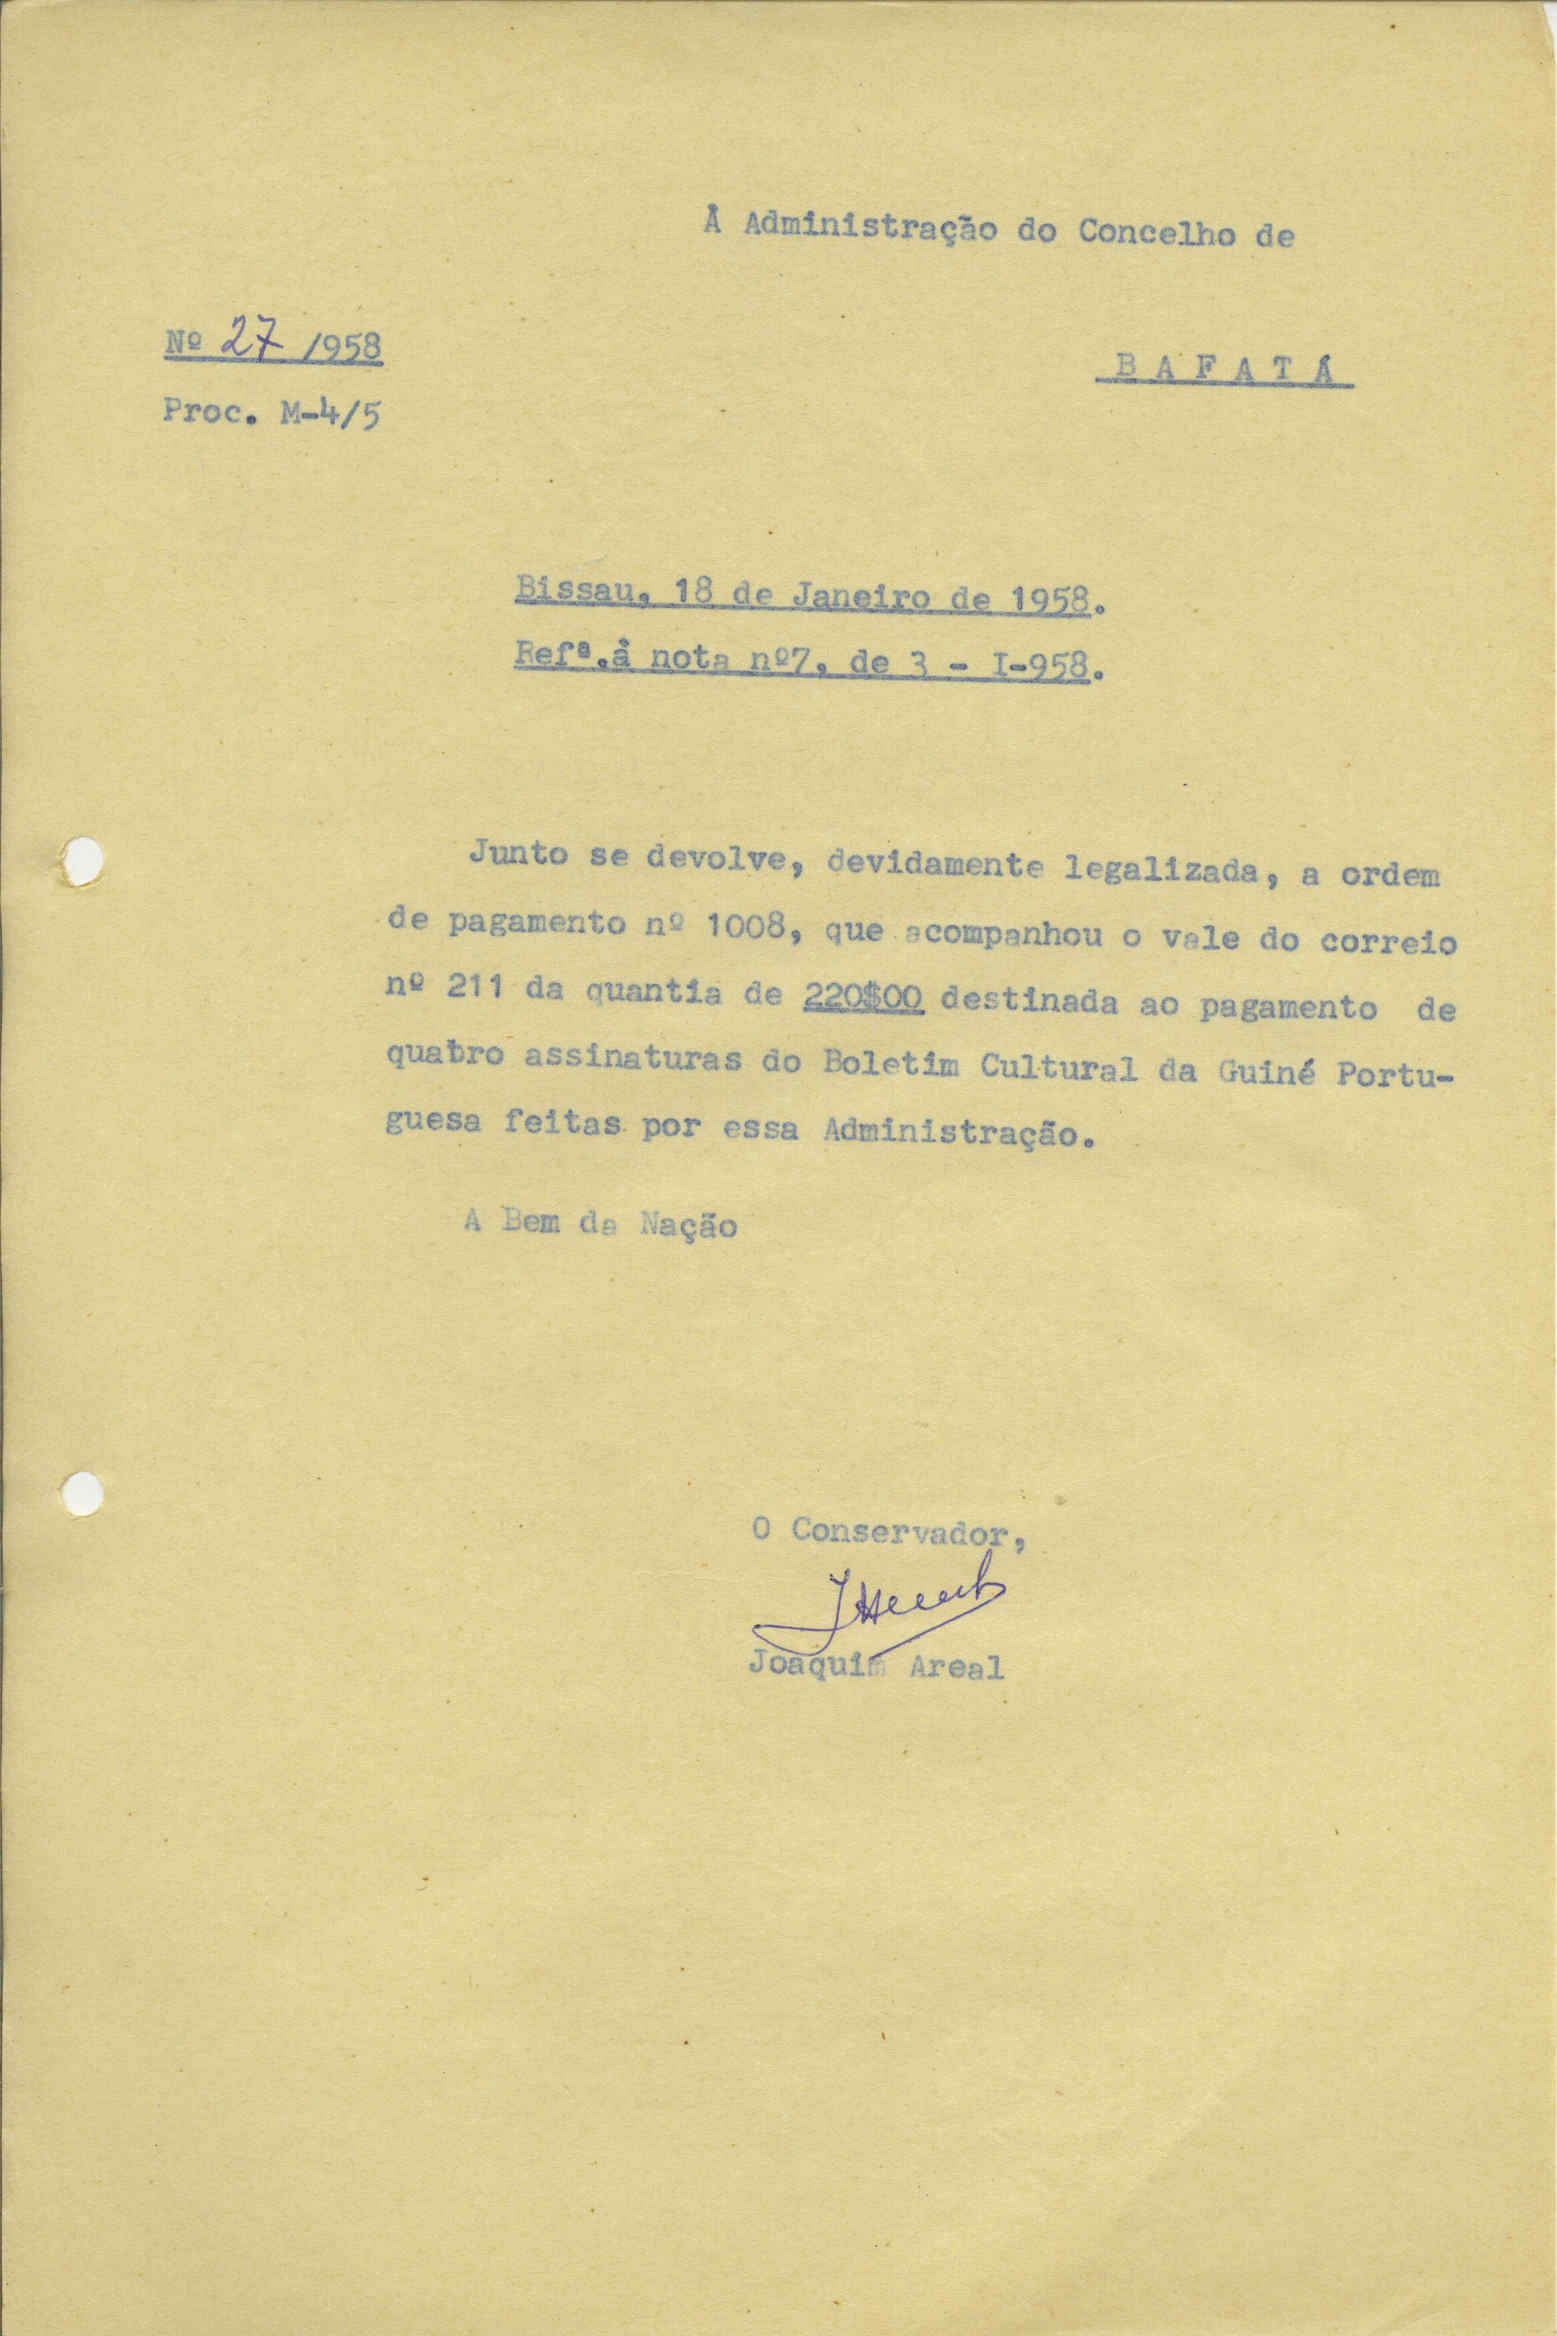 À Administração do Concelho de
Nº 27 /1958
B A F A T Á
Proc. M-4/5
Bissau, 18 de Janeiro de 1958.
Refª.à nota nº7, de 3 - I-958.
Junto se devolve, devidamente legalizada, a ordem
de pagamento nº 1008, que acompanhou o vale do correio
nº 211 da quantia de 220$00 destinada ao pagamento de
quatro assinaturas do Boletim Cultural da Guiné Portu-
guesa feitas por essa Administração.
A Bem da Nação
O Conservador,
Joaquim Areal